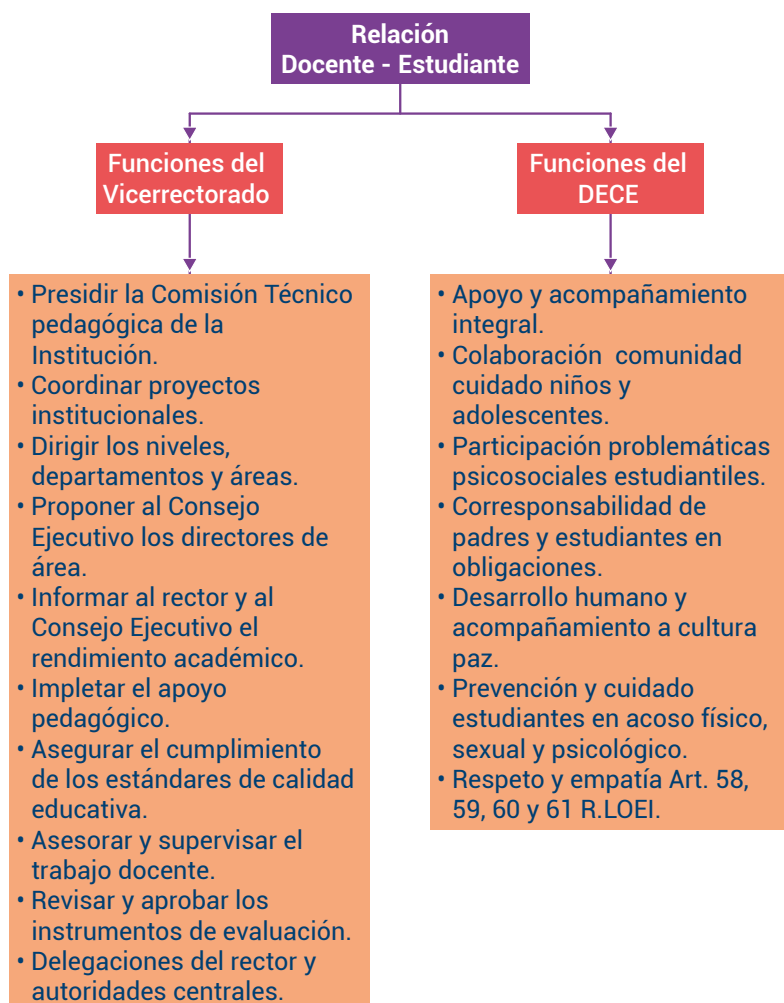 Relación
Docente - Estudiante
Funciones del
Vicerrectorado
• Presidir la Comisión Técnico
pedagógica de la
Institución.
• Coordinar proyectos
institucionales.
• Dirigir los niveles,
departamentos y áreas.
• Proponer al Consejo
Ejecutivo los directores de
área.
• Informar al rector y al
Consejo Ejecutivo el
rendimiento académico.
• Impletar el apoyo
pedagógico.
• Asegurar el cumplimiento
de los estándares de calidad
educativa.
• Asesorar y supervisar el
trabajo docente.
• Revisar y aprobar los
instrumentos de evaluación.
• Delegaciones del rector y
autoridades centrales.
Funciones del
DECE
• Apoyo y acompañamiento
integral.
• Colaboración comunidad
cuidado niños y
adolescentes.
• Participación problemáticas
psicosociales estudiantiles.
• Corresponsabilidad de
padres y estudiantes en
obligaciones.
• Desarrollo humano y
acompañamiento a cultura
paz.
• Prevención y cuidado
estudiantes en acoso físico,
sexual y psicológico.
• Respeto y empatía Art. 58,
59, 60 y 61 R.LOEI.